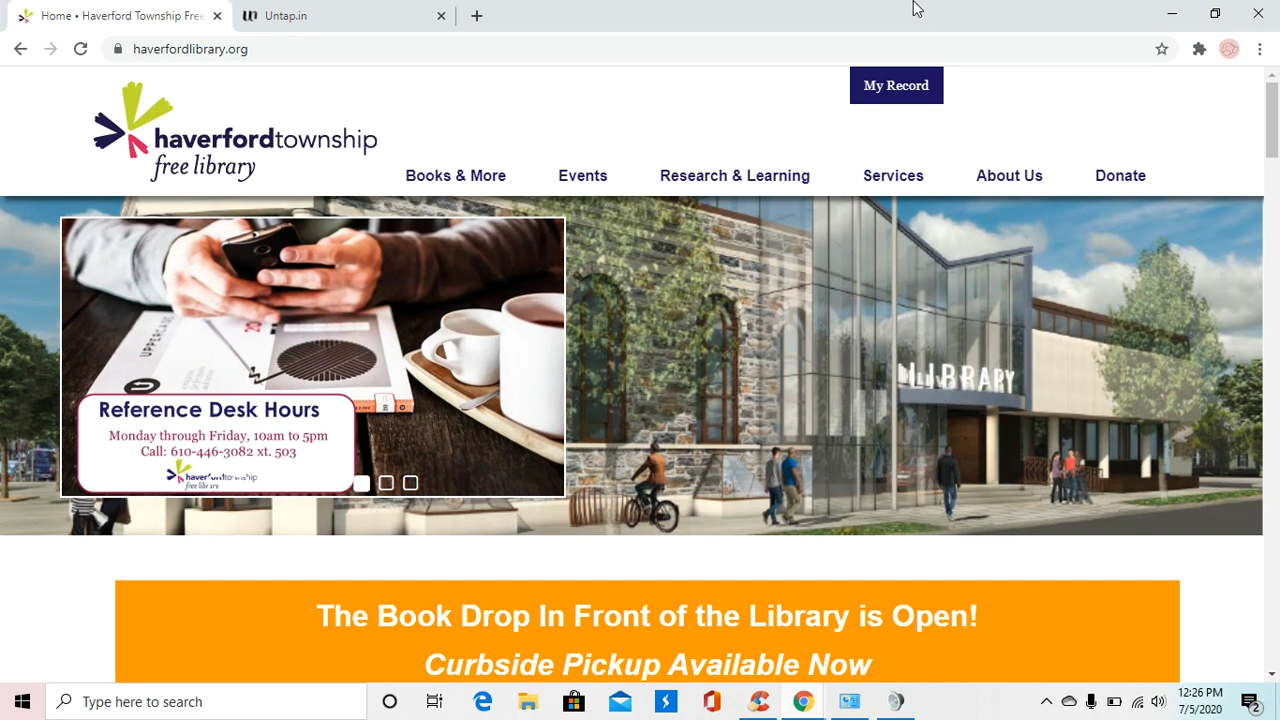 Home • Haverford Township Free
Untap.in
haverfordlibrary.org
My Record
haverfordtownship
free library
Books & More
Events
Research & Learning
Services
About Us
Donate
UPPERCASE
20
LIBRARY
Reference Desk Hours
Monday through Friday, 10am to 5pm
Call: 610-446-3082 xt. 503
The Book Drop In Front of the Library is Open!
Curbside Pickup Available Now
Type here to search
12:26 PM
7/5/2020
2